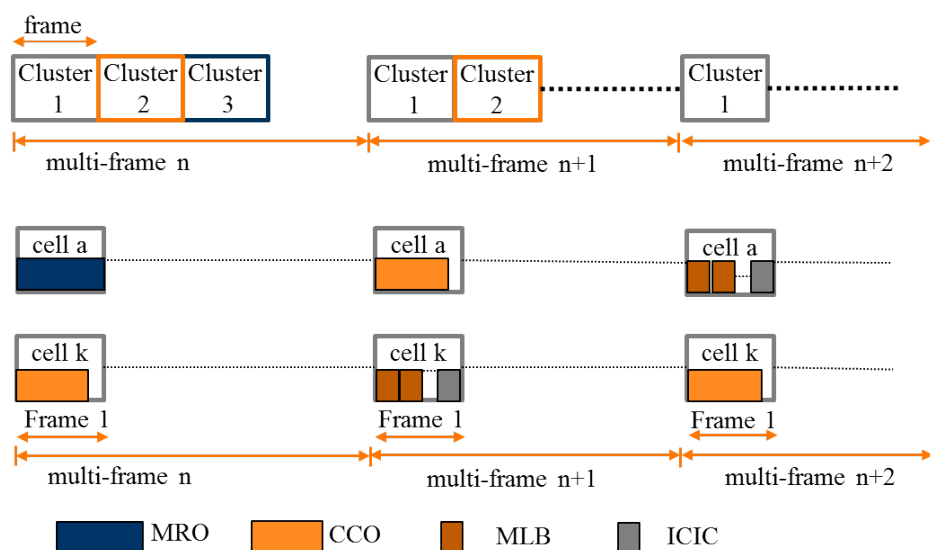 frame
Cluster 1
Cluster 2
Cluster 3
Cluster 1
Cluster 2
Cluster 1
multi-frame n
multi-frame n+1
multi-frame n+2
cell a
cell a
cell a
cell k
cell k
cell k
Frame 1
Frame 1
Frame 1
multi-frame n
multi-frame n+1
multi-frame n+2
MRO
CCO
MLB
ICIC